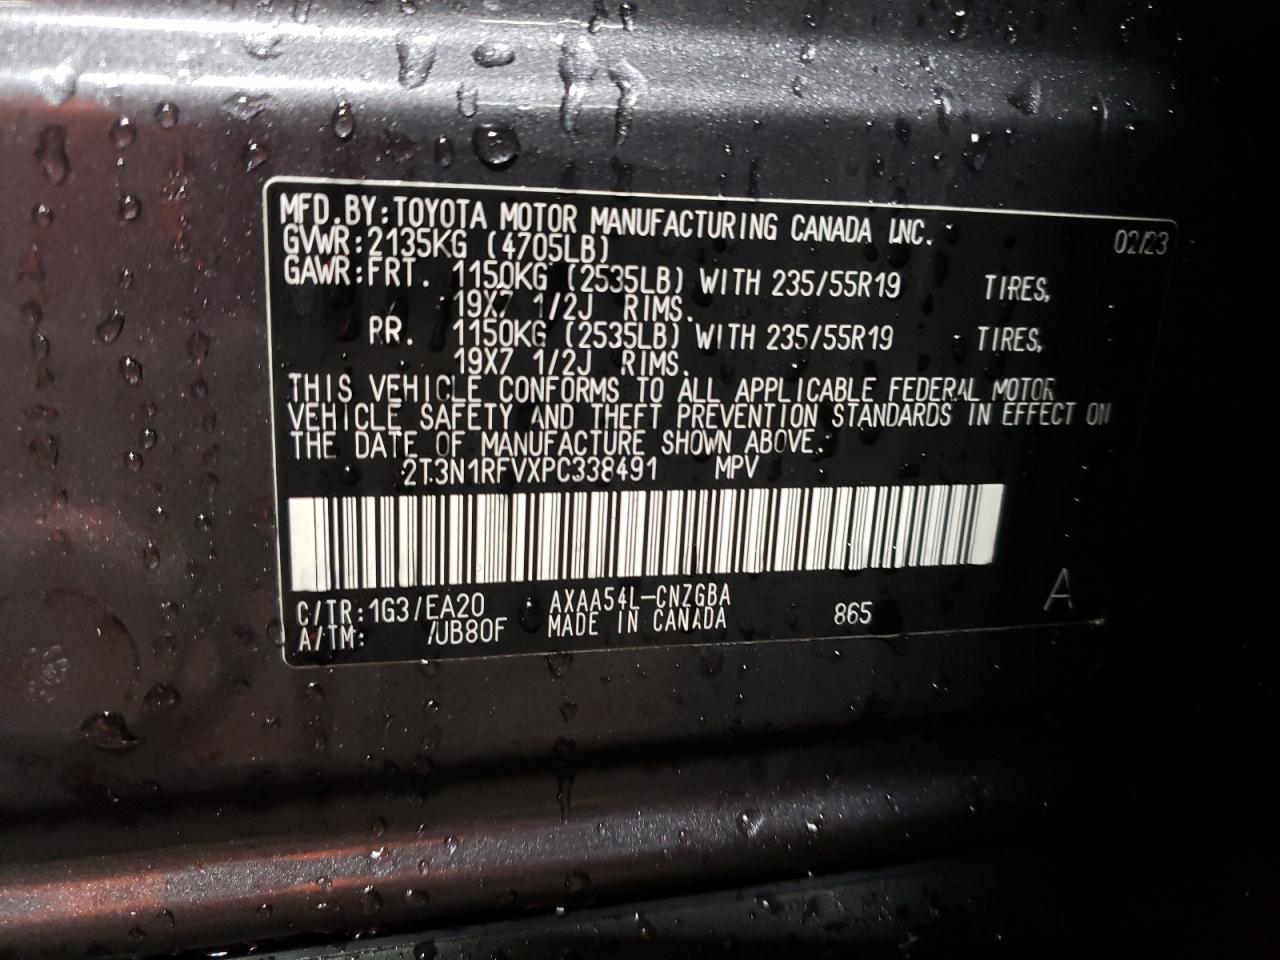 MFD.BY:TOYOTA MOTOR MANUFACTURING CANADA INC. 02/23
GVWR:2135KG (4705LB)
GAWR:FRT. 1150KG (2535LB) WITH 235/55R19 TIRES,
19X7 1/2J RIMS.
RR. 1150KG (2535LB) WITH 235/55R19 TIRES,
19X7 1/2J RIMS.
THIS VEHICLE CONFORMS TO ALL APPLICABLE FEDERAL MOTOR
VEHICLE SAFETY AND THEFT PREVENTION STANDARDS IN EFFECT ON
THE DATE OF MANUFACTURE SHOWN ABOVE.
2T3N1RFVXPC338491 MPV
C/TR:1G3/EA20 AXAA54L-CNZGBA 865 A
A/TM: /UB80F MADE IN CANADA